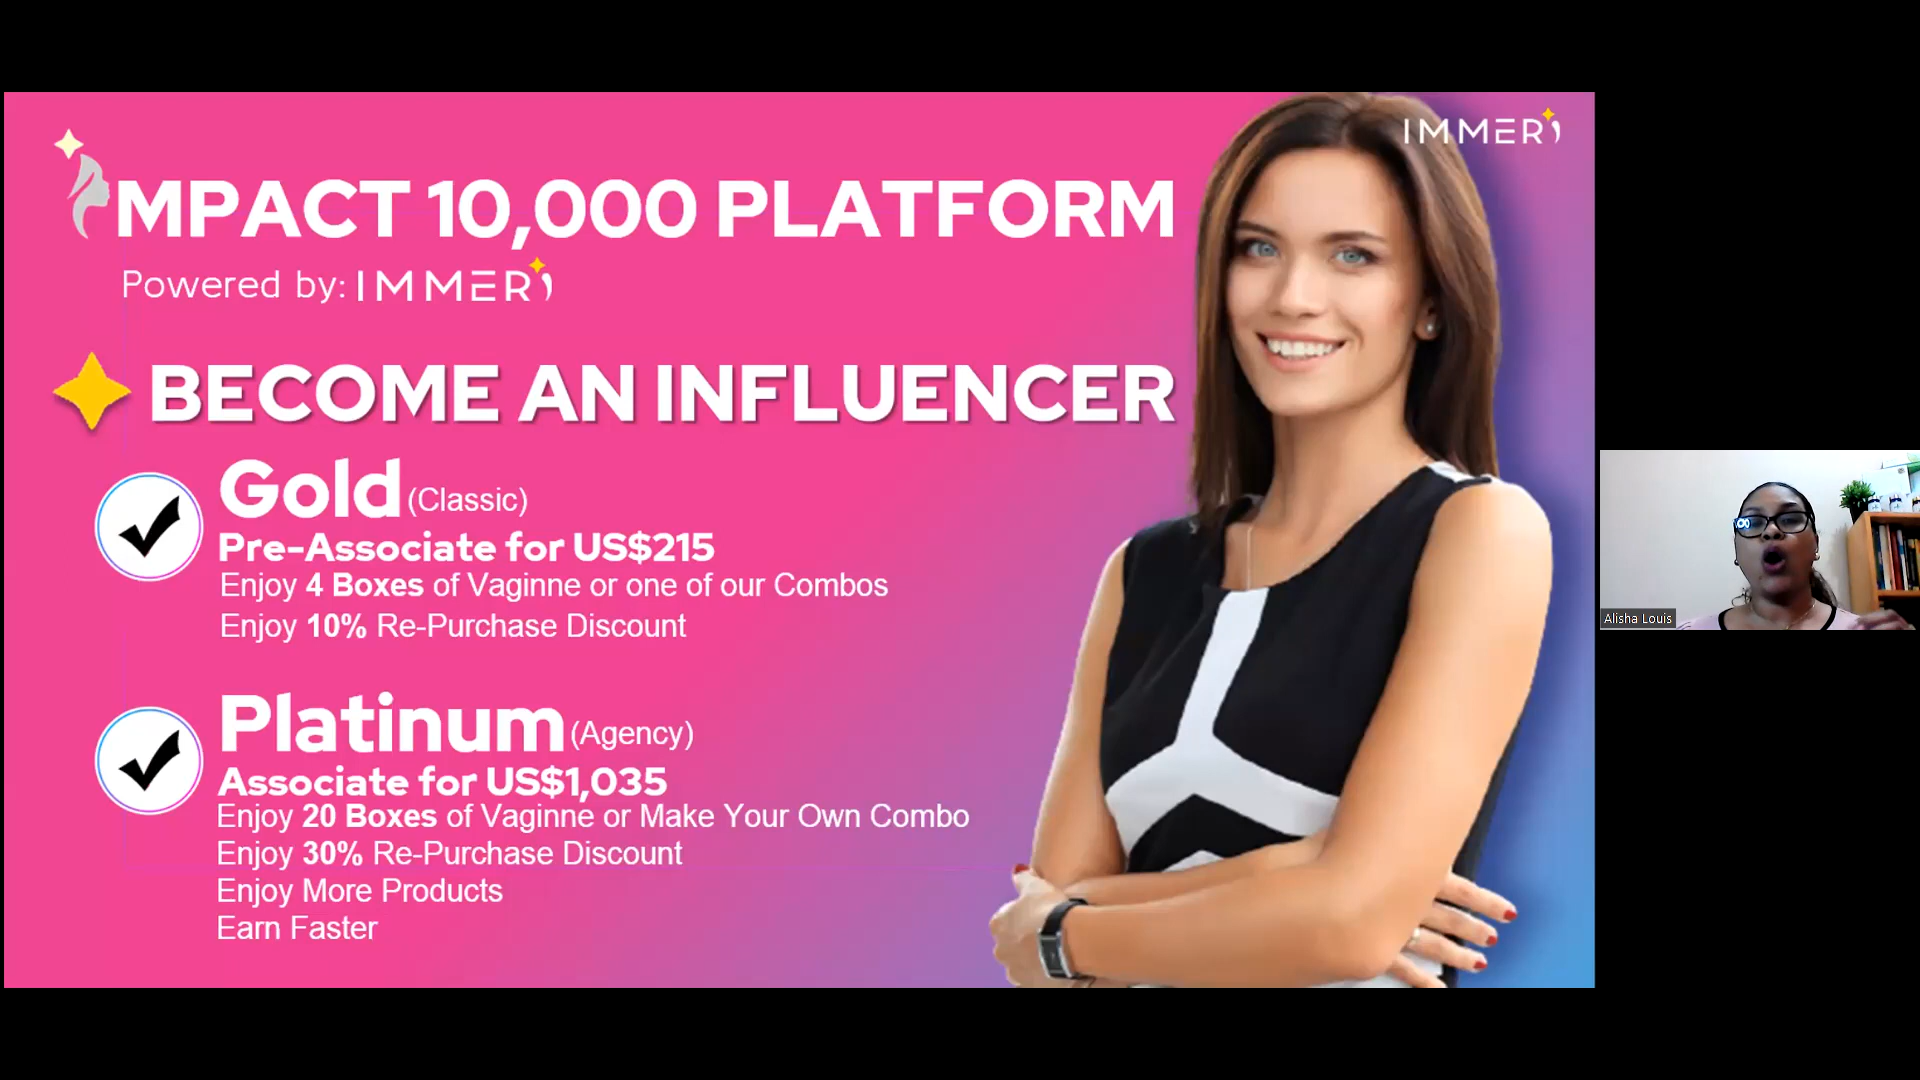 IMMERI
MPACT 10,000 PLATFORM
Powered by: IMMERI
BECOME AN INFLUENCER
Gold (Classic)
Pre-Associate for US$215
Enjoy 4 Boxes of Vaginne or one of our Combos
Enjoy 10% Re-Purchase Discount
Platinum (Agency)
Associate for US$1,035
Enjoy 20 Boxes of Vaginne or Make Your Own Combo
Enjoy 30% Re-Purchase Discount
Enjoy More Products
Earn Faster
Alisha Louis